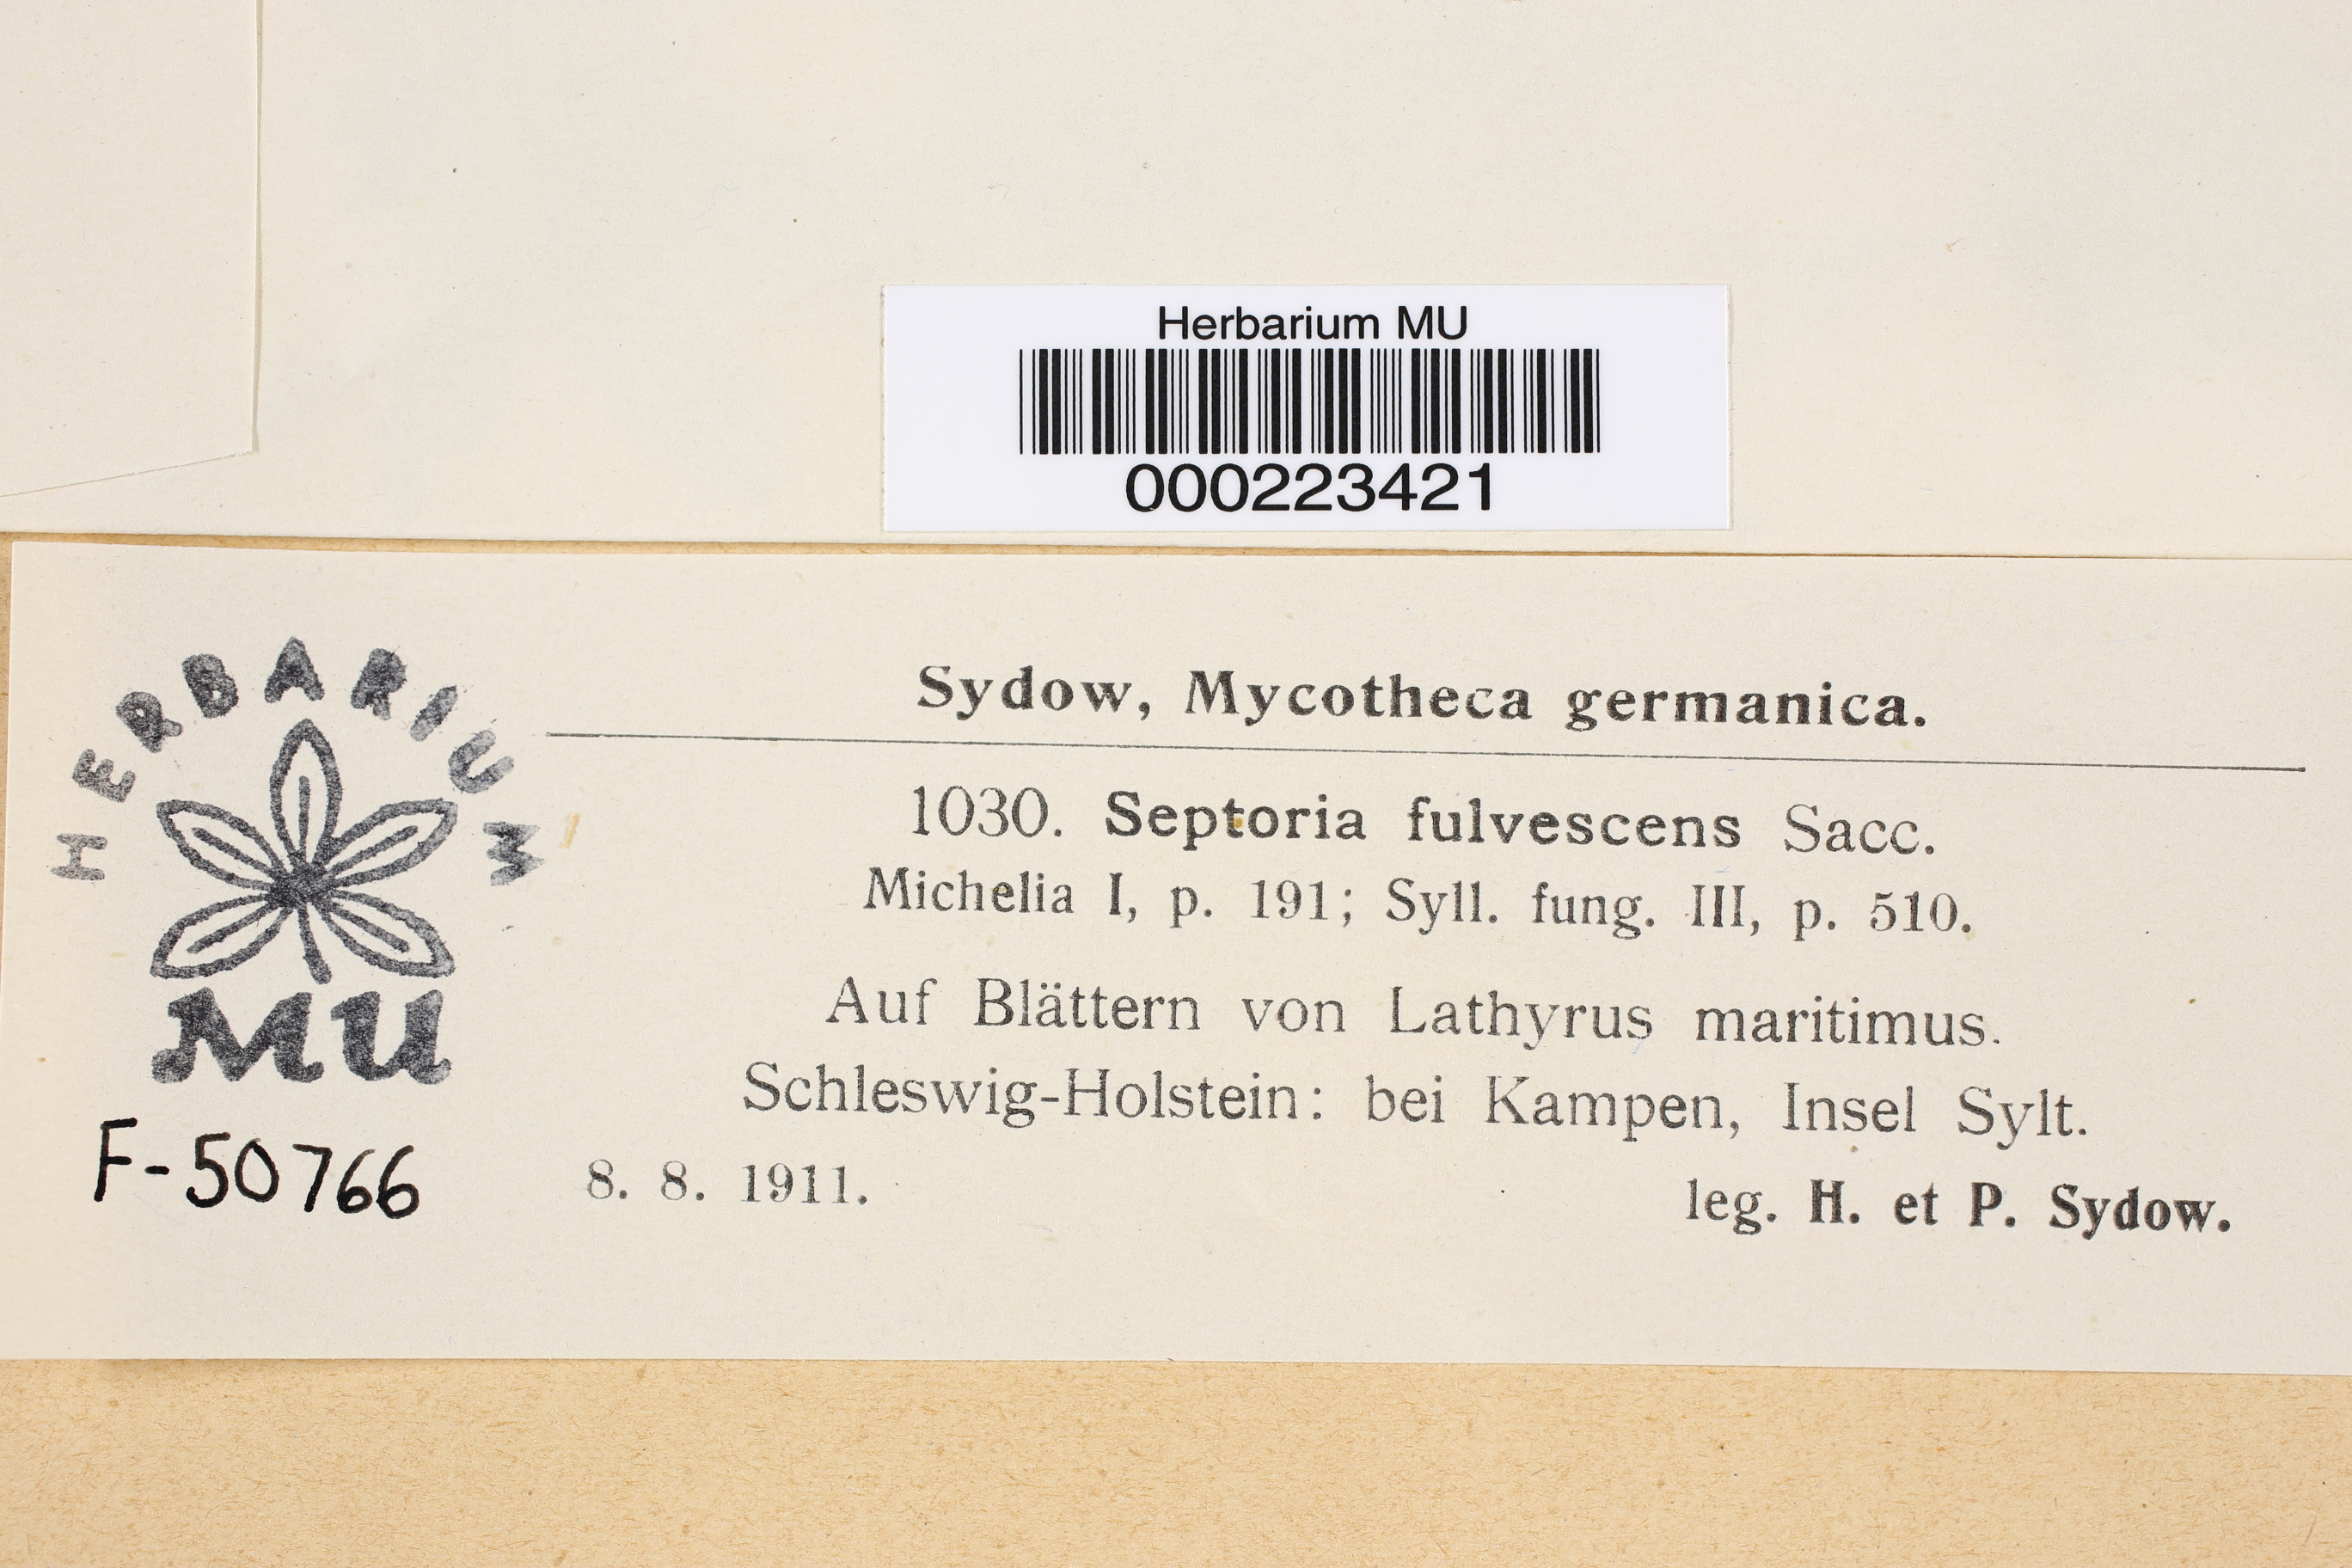 Herbarium MU
000223421
HERBARIUM
MU
F-50766
Sydow, Mycotheca germanica.
1030. Septoria fulvescens Sacc.
Michelia I, p. 191; Syll. fung. III, p. 510.
Auf Blättern von Lathyrus maritimus.
Schleswig-Holstein: bei Kampen, Insel Sylt.
8. 8. 1911.
leg. H. et P. Sydow.